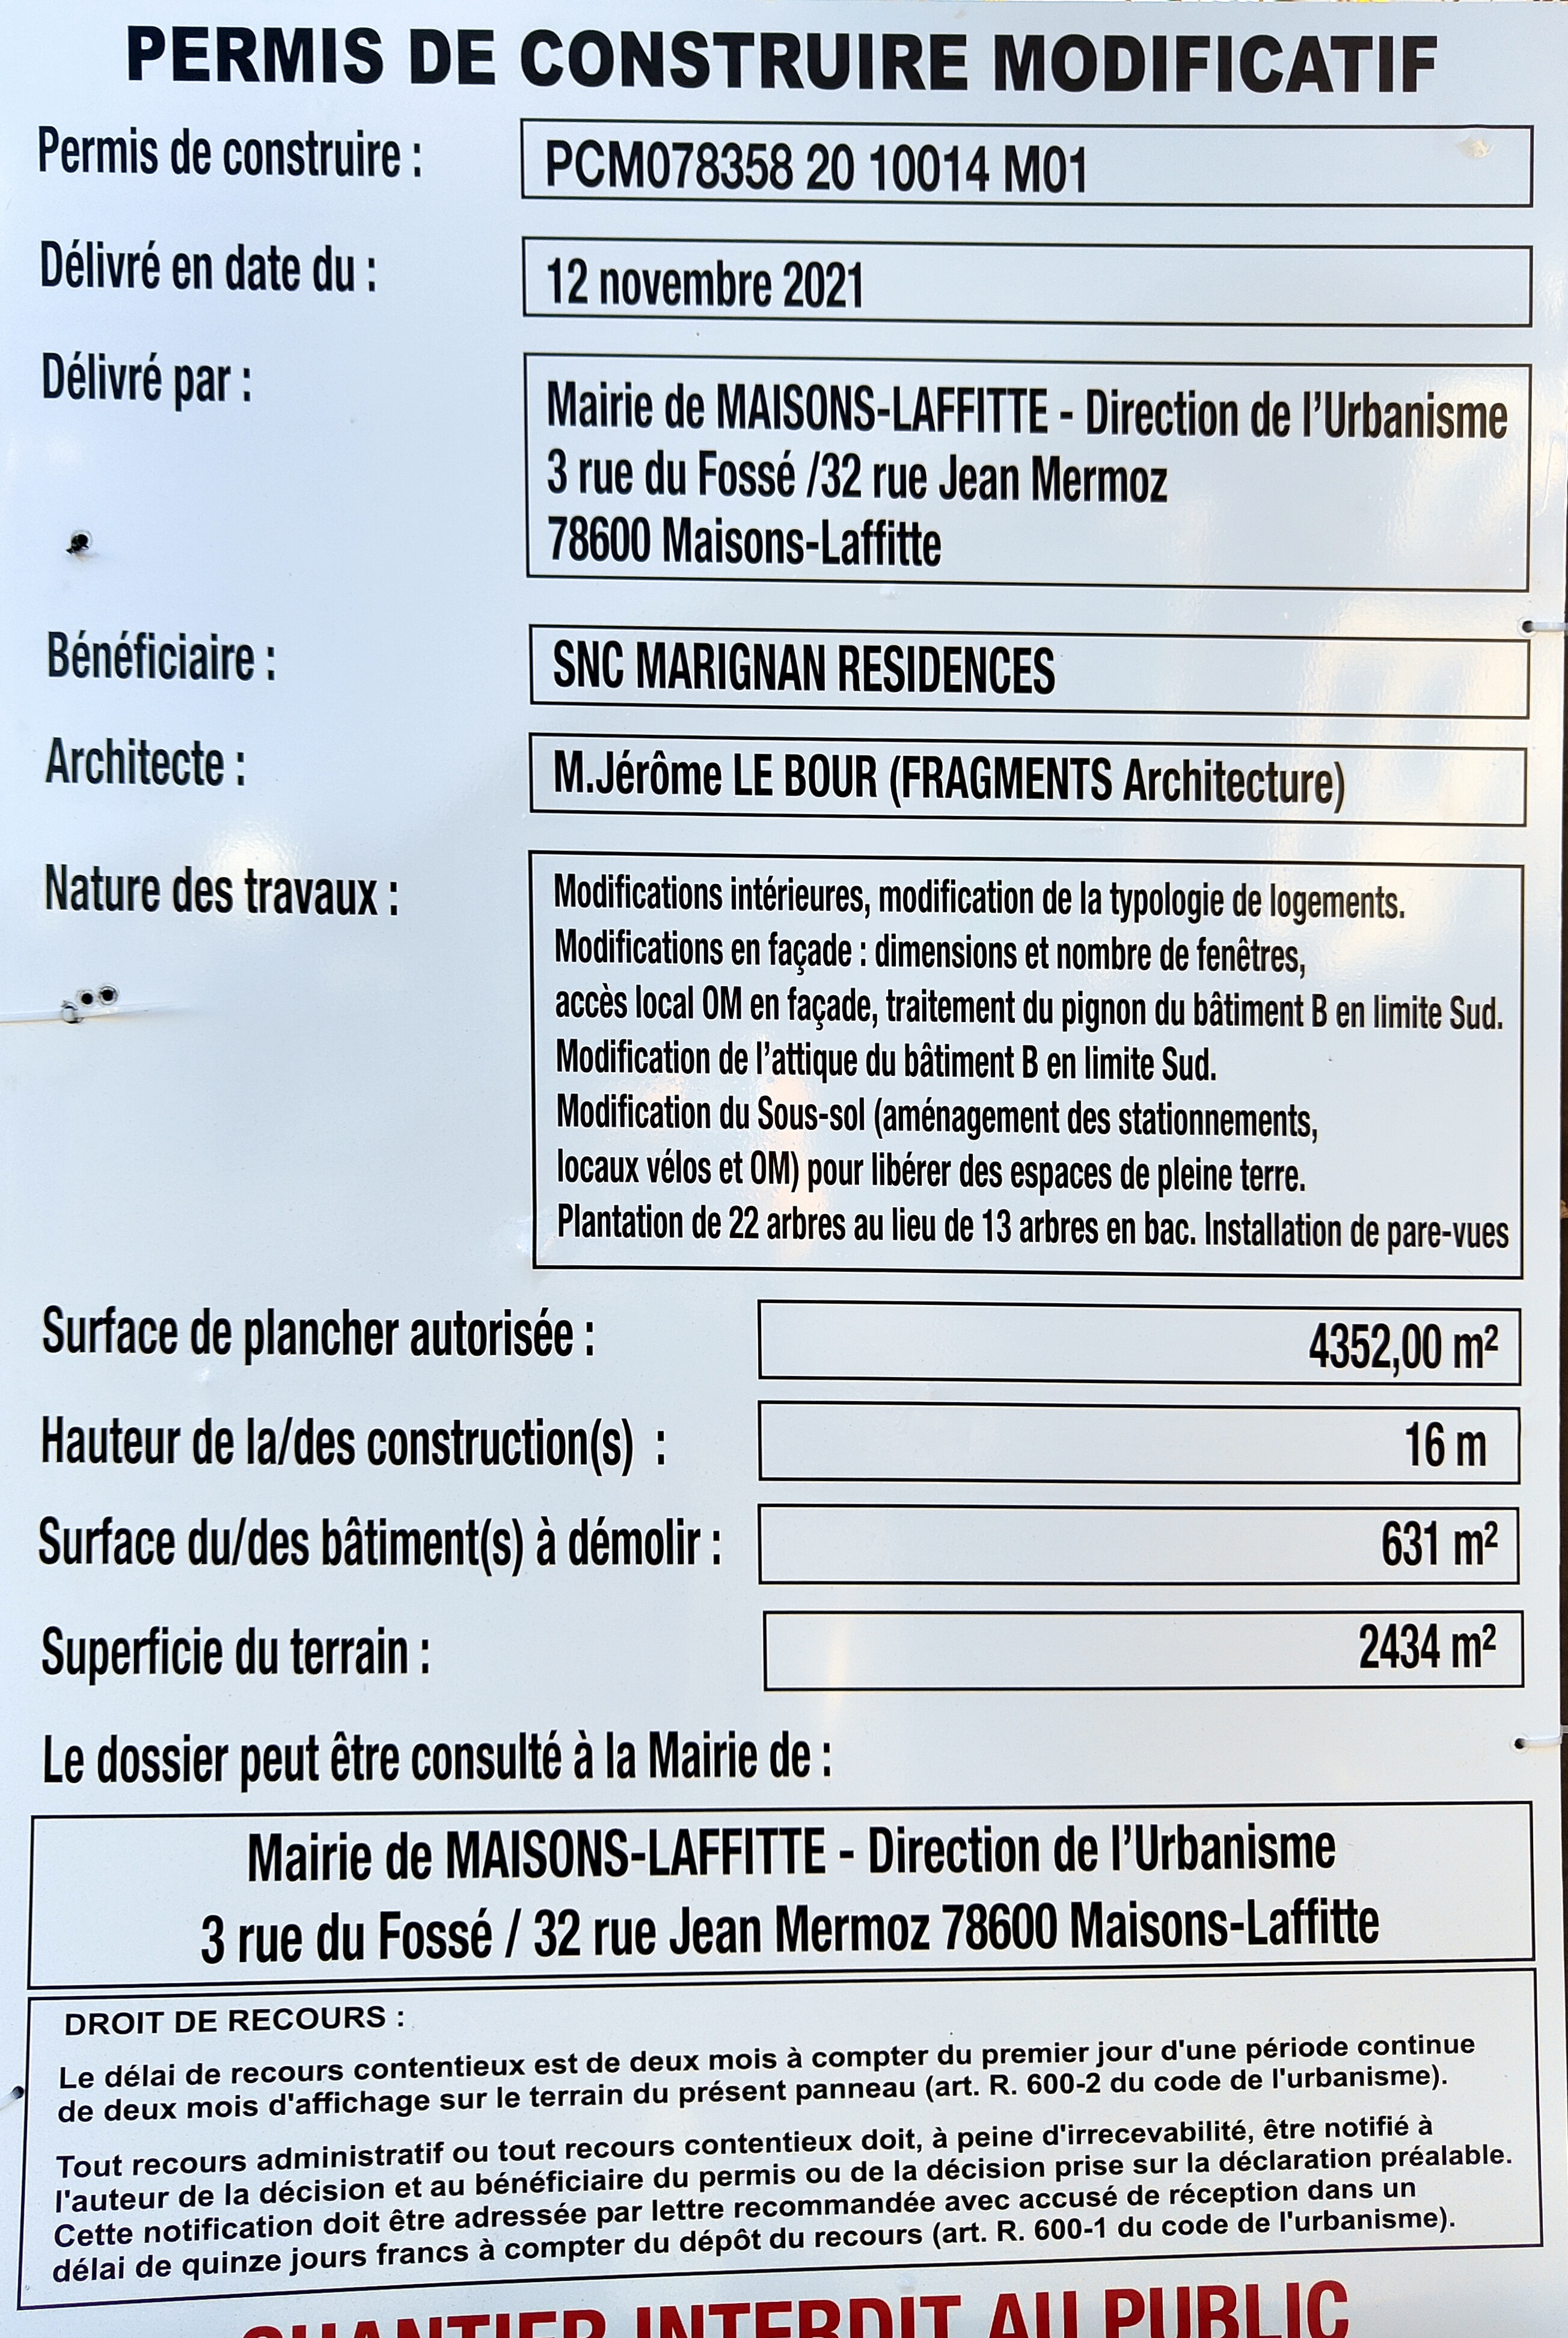 PERMIS DE CONSTRUIRE MODIFICATIF
Permis de construire : PCM078358 20 10014 M01
Délivré en date du : 12 novembre 2021
Délivré par : Mairie de MAISONS-LAFFITTE - Direction de l'Urbanisme
3 rue du Fossé /32 rue Jean Mermoz
78600 Maisons-Laffitte
Bénéficiaire : SNC MARIGNAN RESIDENCES
Architecte : M.Jérôme LE BOUR (FRAGMENTS Architecture)
Nature des travaux : Modifications intérieures, modification de la typologie de logements.
Modifications en façade : dimensions et nombre de fenêtres,
accès local OM en façade, traitement du pignon du bâtiment B en limite Sud.
Modification de l'attique du bâtiment B en limite Sud.
Modification du Sous-sol (aménagement des stationnements,
locaux vélos et OM) pour libérer des espaces de pleine terre.
Plantation de 22 arbres au lieu de 13 arbres en bac. Installation de pare-vues
Surface de plancher autorisée : 4352,00 m²
Hauteur de la/des construction(s) : 16 m
Surface du/des bâtiment(s) à démolir : 631 m²
Superficie du terrain : 2434 m²
Le dossier peut être consulté à la Mairie de :
Mairie de MAISONS-LAFFITTE - Direction de l'Urbanisme
3 rue du Fossé / 32 rue Jean Mermoz 78600 Maisons-Laffitte
DROIT DE RECOURS :
Le délai de recours contentieux est de deux mois à compter du premier jour d'une période continue
de deux mois d'affichage sur le terrain du présent panneau (art. R. 600-2 du code de l'urbanisme).
Tout recours administratif ou tout recours contentieux doit, à peine d'irrecevabilité, être notifié à
l'auteur de la décision et au bénéficiaire du permis ou de la décision prise sur la déclaration préalable.
Cette notification doit être adressée par lettre recommandée avec accusé de réception dans un
délai de quinze jours francs à compter du dépôt du recours (art. R. 600-1 du code de l'urbanisme).
CHANTIER INTERDIT AU PUBLIC